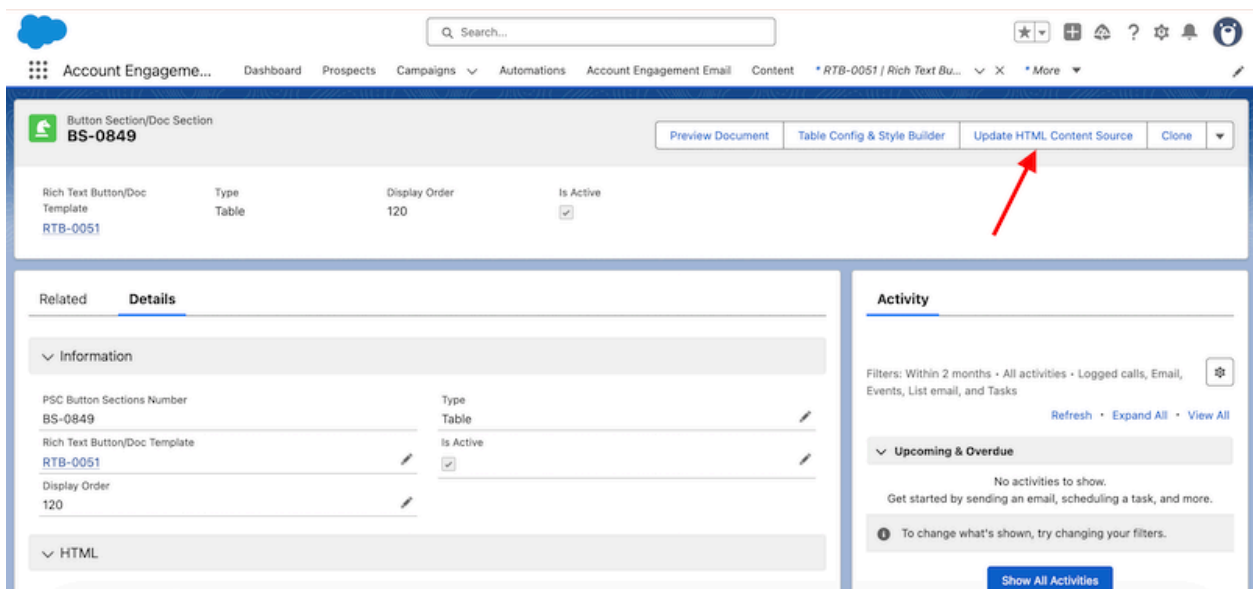 Search...
Account Engageme...
Dashboard
Prospects
Campaigns
Automations
Account Engagement Email
Content
* RTB-0051 | Rich Text Bu...
* More
Button Section/Doc Section
BS-0849
Preview Document
Table Config & Style Builder
Update HTML Content Source
Clone
Rich Text Button/Doc
Template
RTB-0051
Type
Table
Display Order
120
Is Active
Related
Details
Information
PSC Button Sections Number
BS-0849
Type
Table
Rich Text Button/Doc Template
RTB-0051
Is Active
Display Order
120
HTML
Activity
Filters: Within 2 months • All activities • Logged calls, Email,
Events, List email, and Tasks
Refresh • Expand All • View All
Upcoming & Overdue
No activities to show.
Get started by sending an email, scheduling a task, and more.
To change what's shown, try changing your filters.
Show All Activities